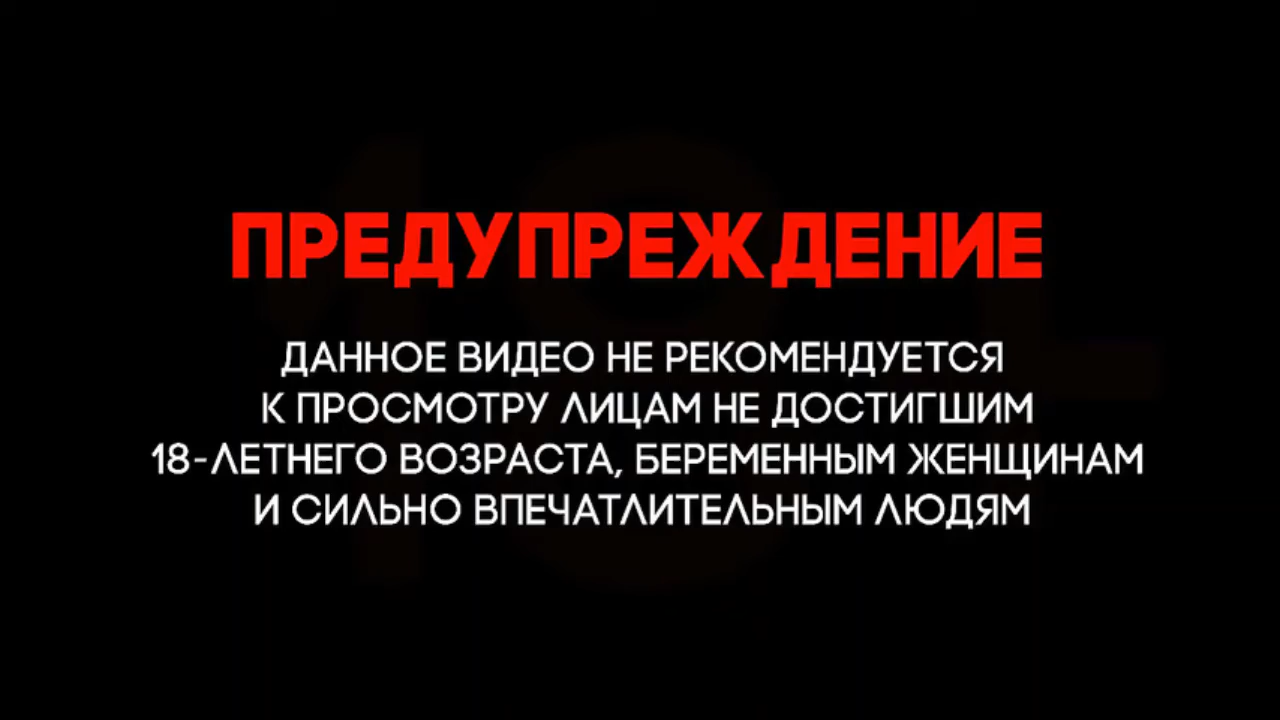 ПРЕДУПРЕЖДЕНИЕ
ДАННОЕ ВИДЕО НЕ РЕКОМЕНДУЕТСЯ
К ПРОСМОТРУ ЛИЦАМ НЕ ДОСТИГШИМ
18-ЛЕТНЕГО ВОЗРАСТА, БЕРЕМЕННЫМ ЖЕНЩИНАМ
И СИЛЬНО ВПЕЧАТЛИТЕЛЬНЫМ ЛЮДЯМ